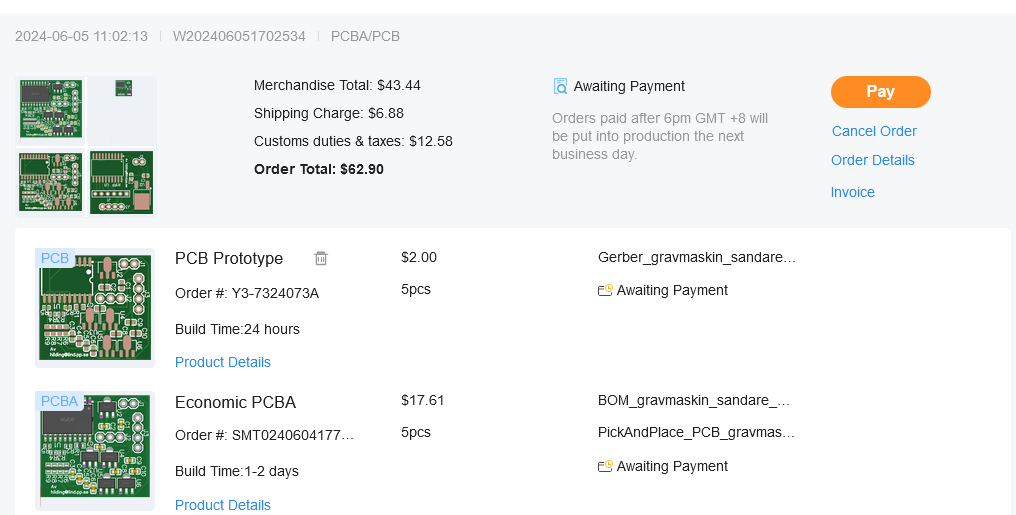 2024-06-05 11:02:13 W202406051702534 PCBA/PCB
Merchandise Total: $43.44
Shipping Charge: $6.88
Customs duties & taxes: $12.58
Order Total: $62.90
Awaiting Payment
Orders paid after 6pm GMT +8 will
be put into production the next
business day.
Pay
Cancel Order
Order Details
Invoice
PCB
PCB Prototype
Order #: Y3-7324073A
Build Time:24 hours
Product Details
$2.00
5pcs
Gerber_gravmaskin_sandare...
Awaiting Payment
PCBA
Economic PCBA
Order #: SMT0240604177...
Build Time:1-2 days
Product Details
$17.61
5pcs
BOM_gravmaskin_sandare_...
PickAndPlace_PCB_gravmas...
Awaiting Payment